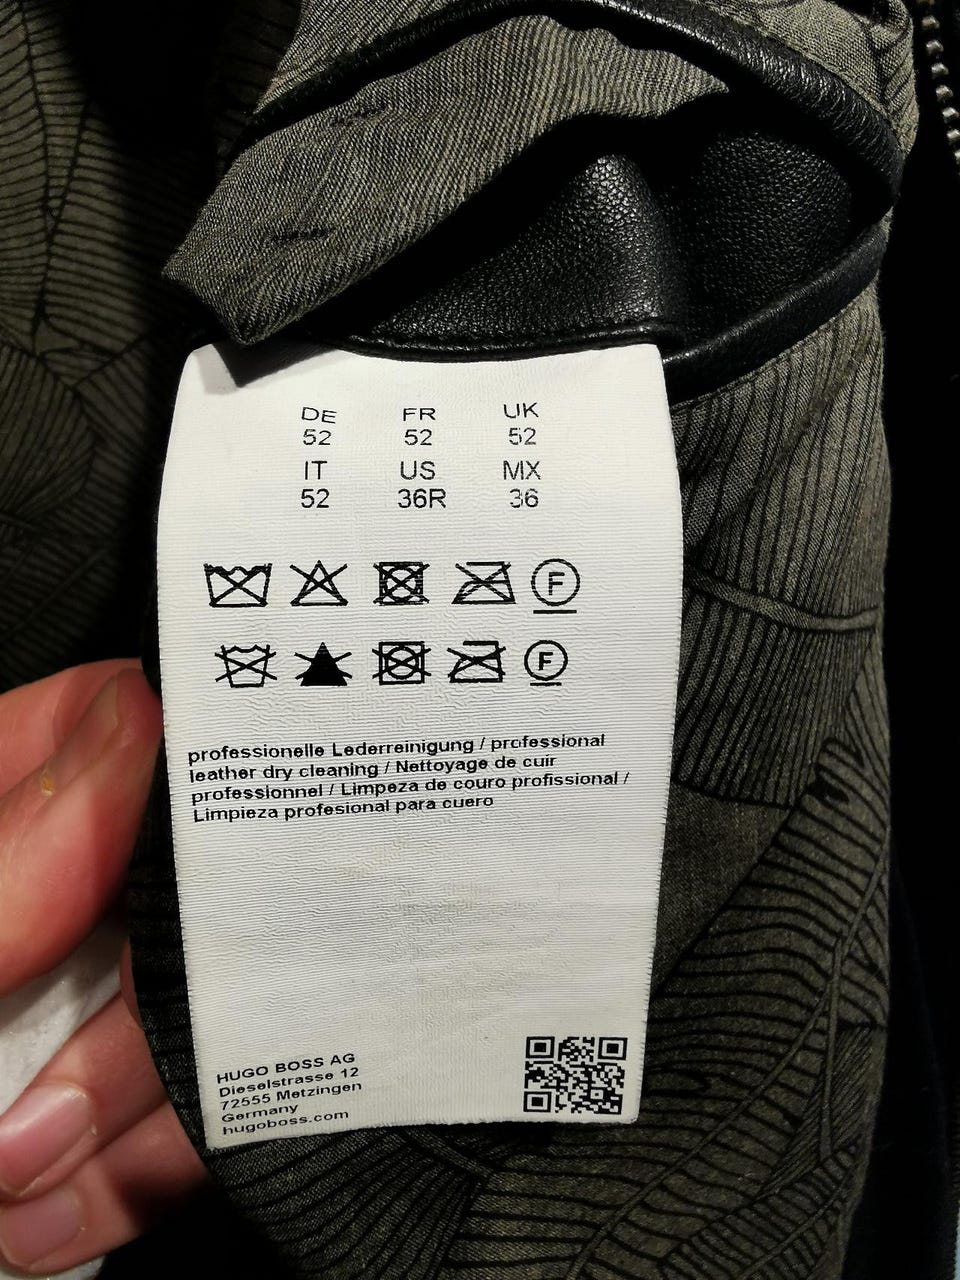 DE FR UK
52 52 52
IT US MX
52 36R 36
F
F
professionelle Lederreinigung / professional
leather dry cleaning / Nettoyage de cuir
professionnel / Limpeza de couro profissional /
Limpieza profesional para cuero
HUGO BOSS AG
Dieselstrasse 12
72555 Metzingen
Germany
hugoboss.com